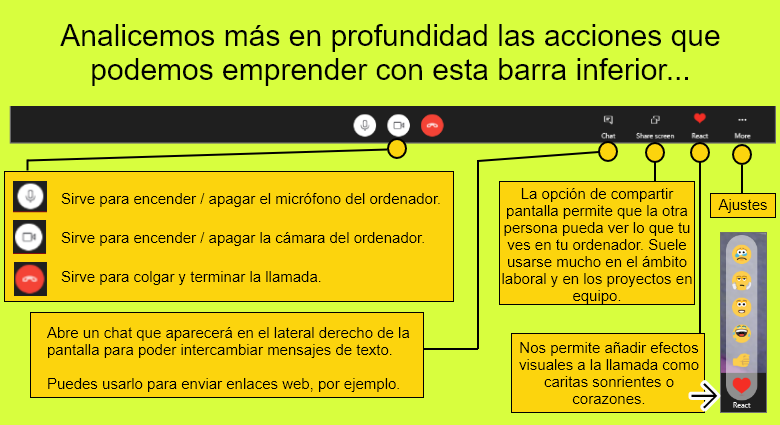 Analicemos más en profundidad las acciones que
podemos emprender con esta barra inferior...
Chat
Share screen
React
More
Sirve para encender / apagar el micrófono del ordenador.
Sirve para encender / apagar la cámara del ordenador.
Sirve para colgar y terminar la llamada.
La opción de compartir
pantalla permite que la otra
persona pueda ver lo que tu
ves en tu ordenador. Suele
usarse mucho en el ámbito
laboral y en los proyectos en
equipo.
Ajustes
Abre un chat que aparecerá en el lateral derecho de la
pantalla para poder intercambiar mensajes de texto.
Puedes usarlo para enviar enlaces web, por ejemplo.
Nos permite añadir efectos
visuales a la llamada como
caritas sonrientes o
corazones.
React